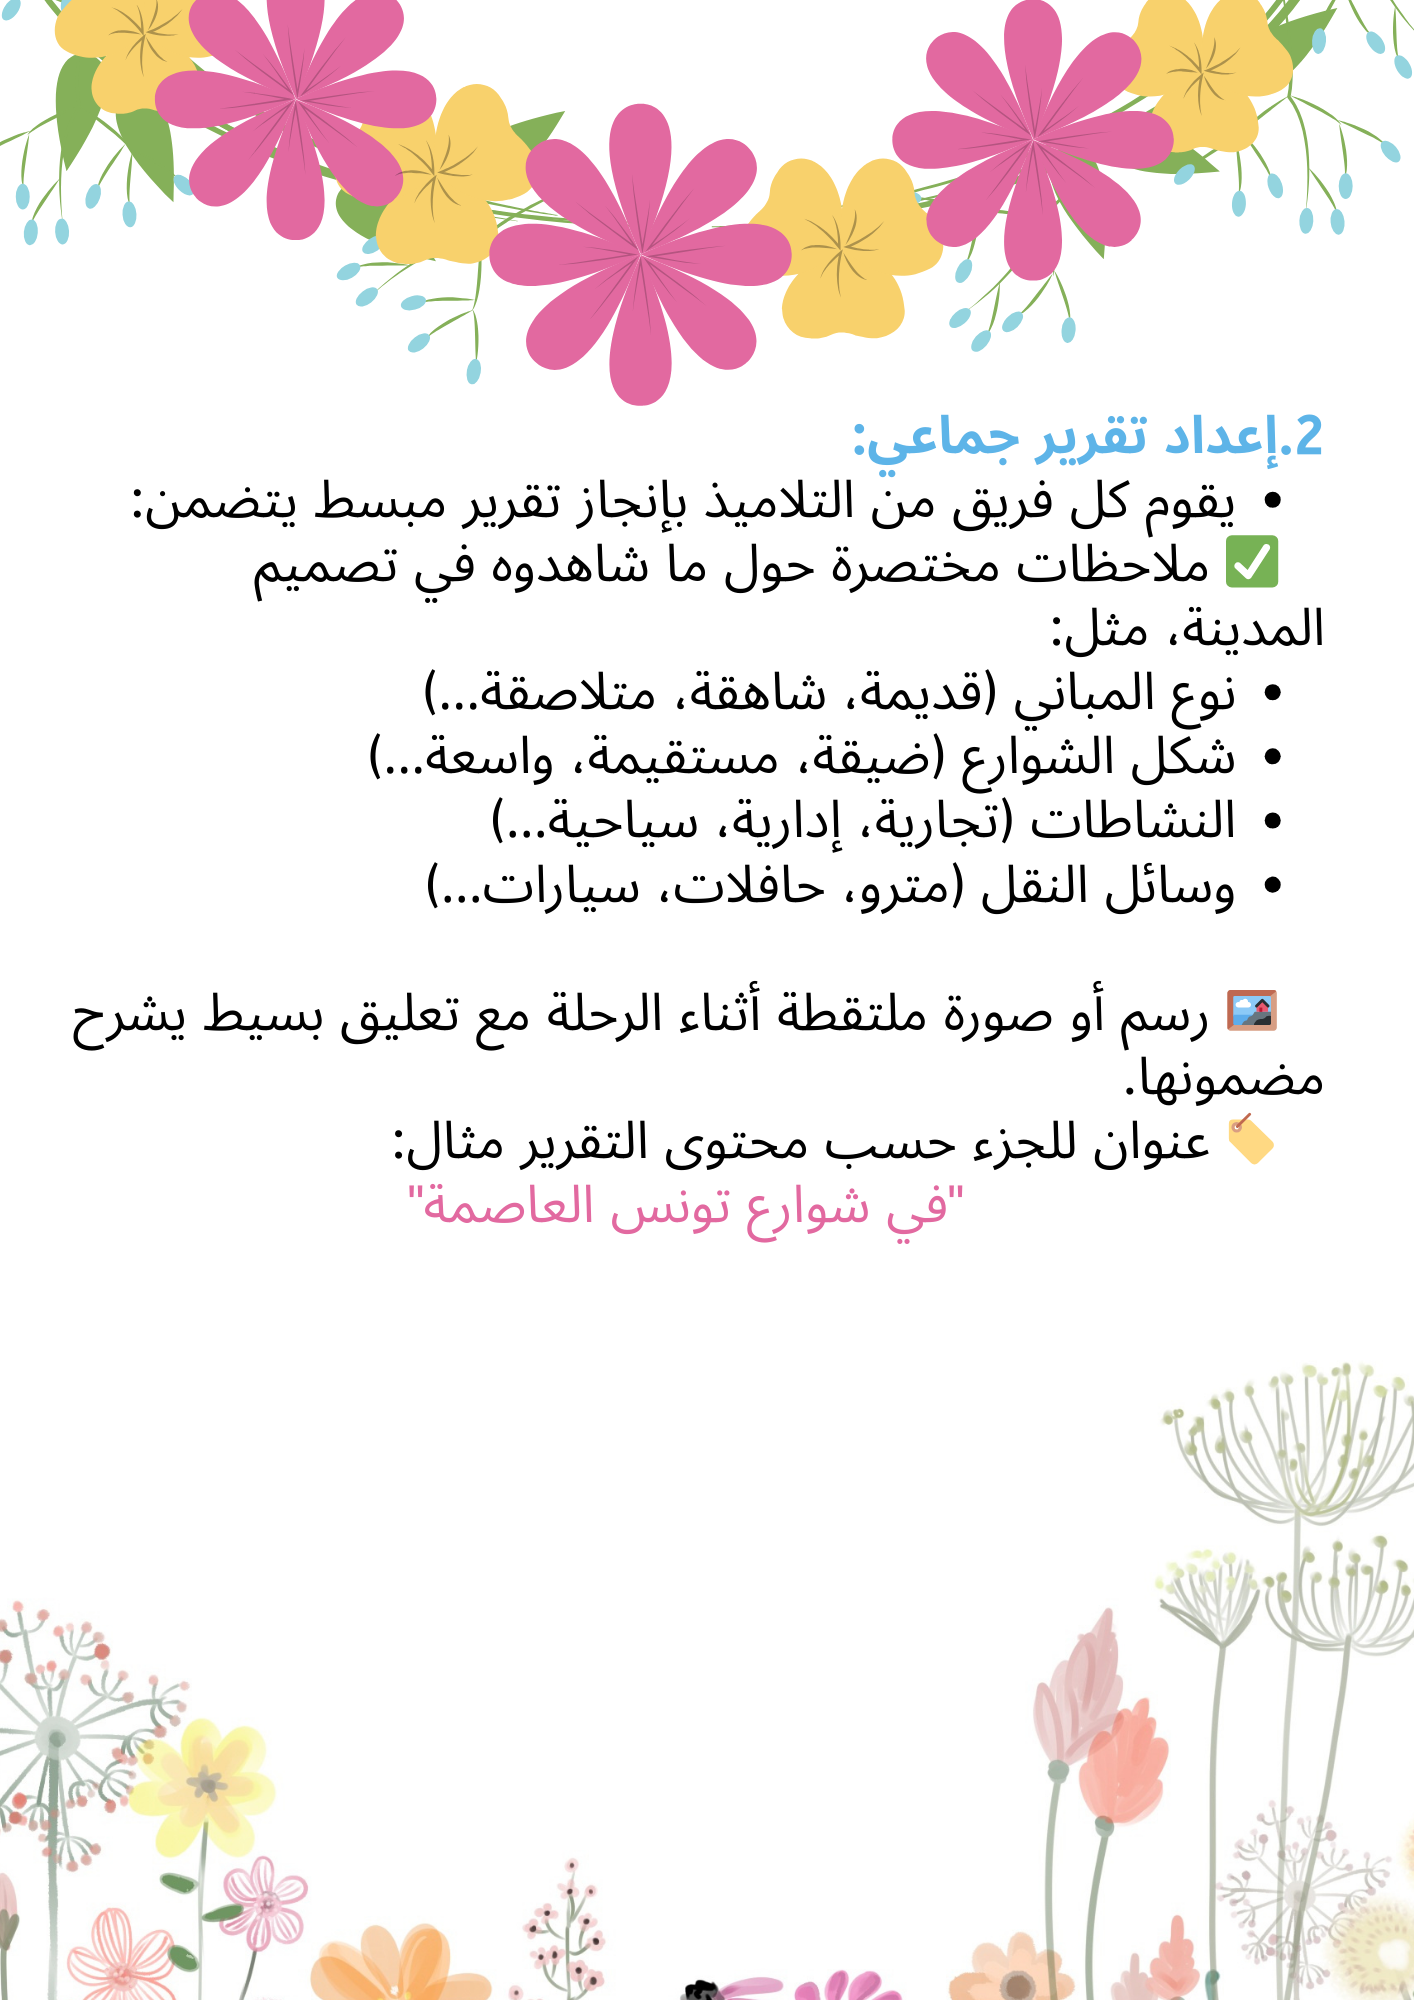 2.إعداد تقرير جماعي:
• يقوم كل فريق من التلاميذ بإنجاز تقرير مبسط يتضمن:
✅ ملاحظات مختصرة حول ما شاهدوه في تصميم
المدينة، مثل:
• نوع المباني (قديمة، شاهقة، متلاصقة...)
• شكل الشوارع (ضيقة، مستقيمة، واسعة...)
• النشاطات (تجارية، إدارية، سياحية...)
• وسائل النقل (مترو، حافلات، سيارات...)
🖼️ رسم أو صورة ملتقطة أثناء الرحلة مع تعليق بسيط يشرح
مضمونها.
🏷️ عنوان للجزء حسب محتوى التقرير مثال:
"في شوارع تونس العاصمة"